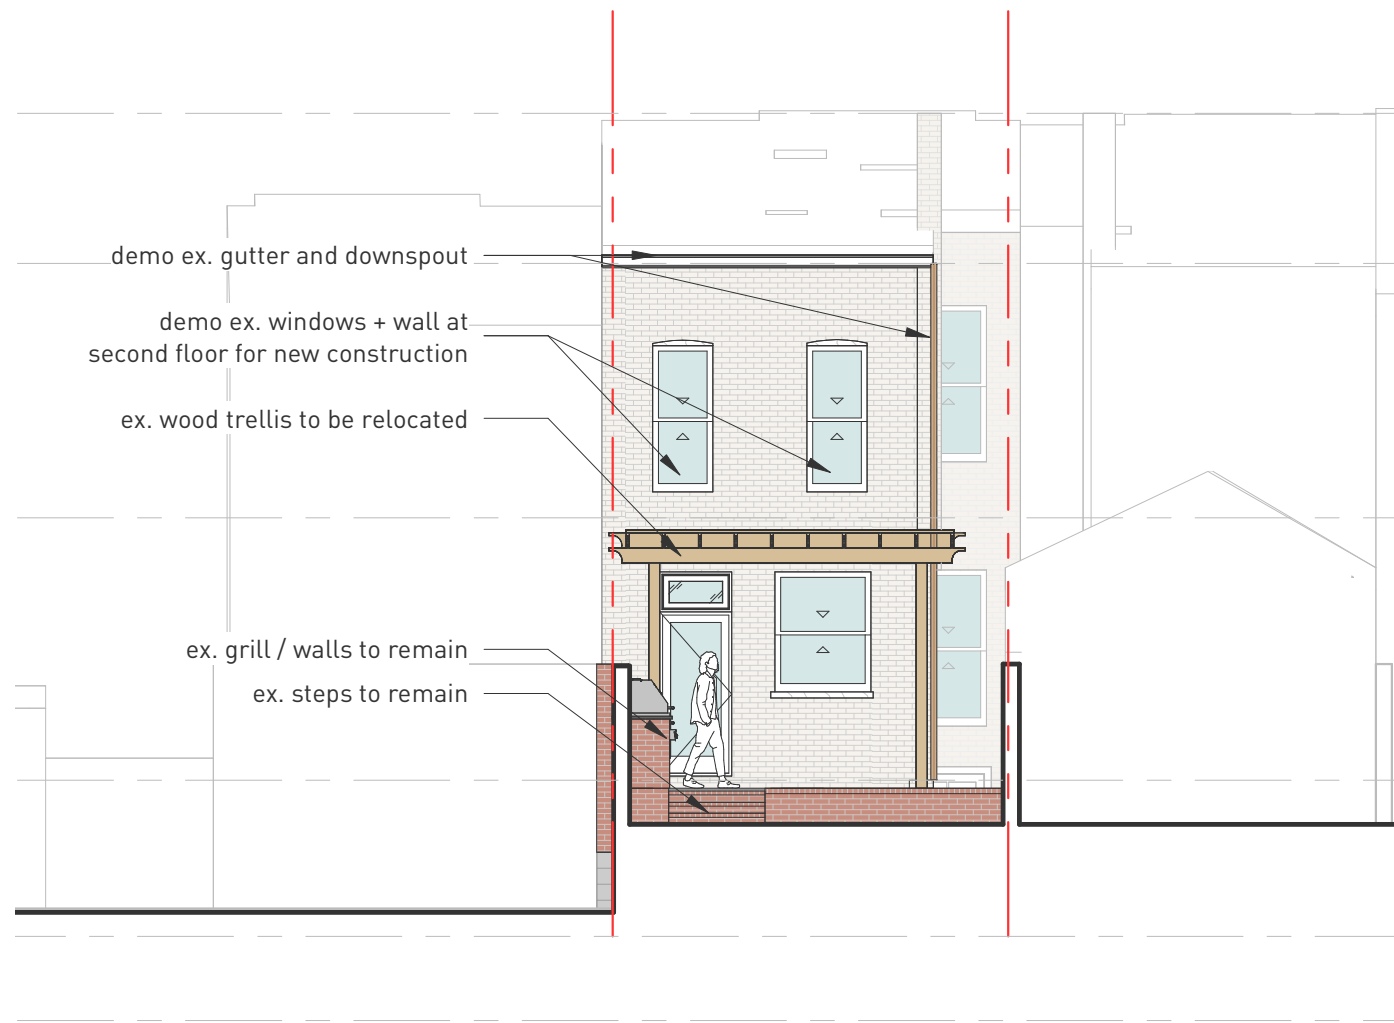 demo ex. gutter and downspout
demo ex. windows + wall at
second floor for new construction
ex. wood trellis to be relocated
ex. grill / walls to remain
ex. steps to remain